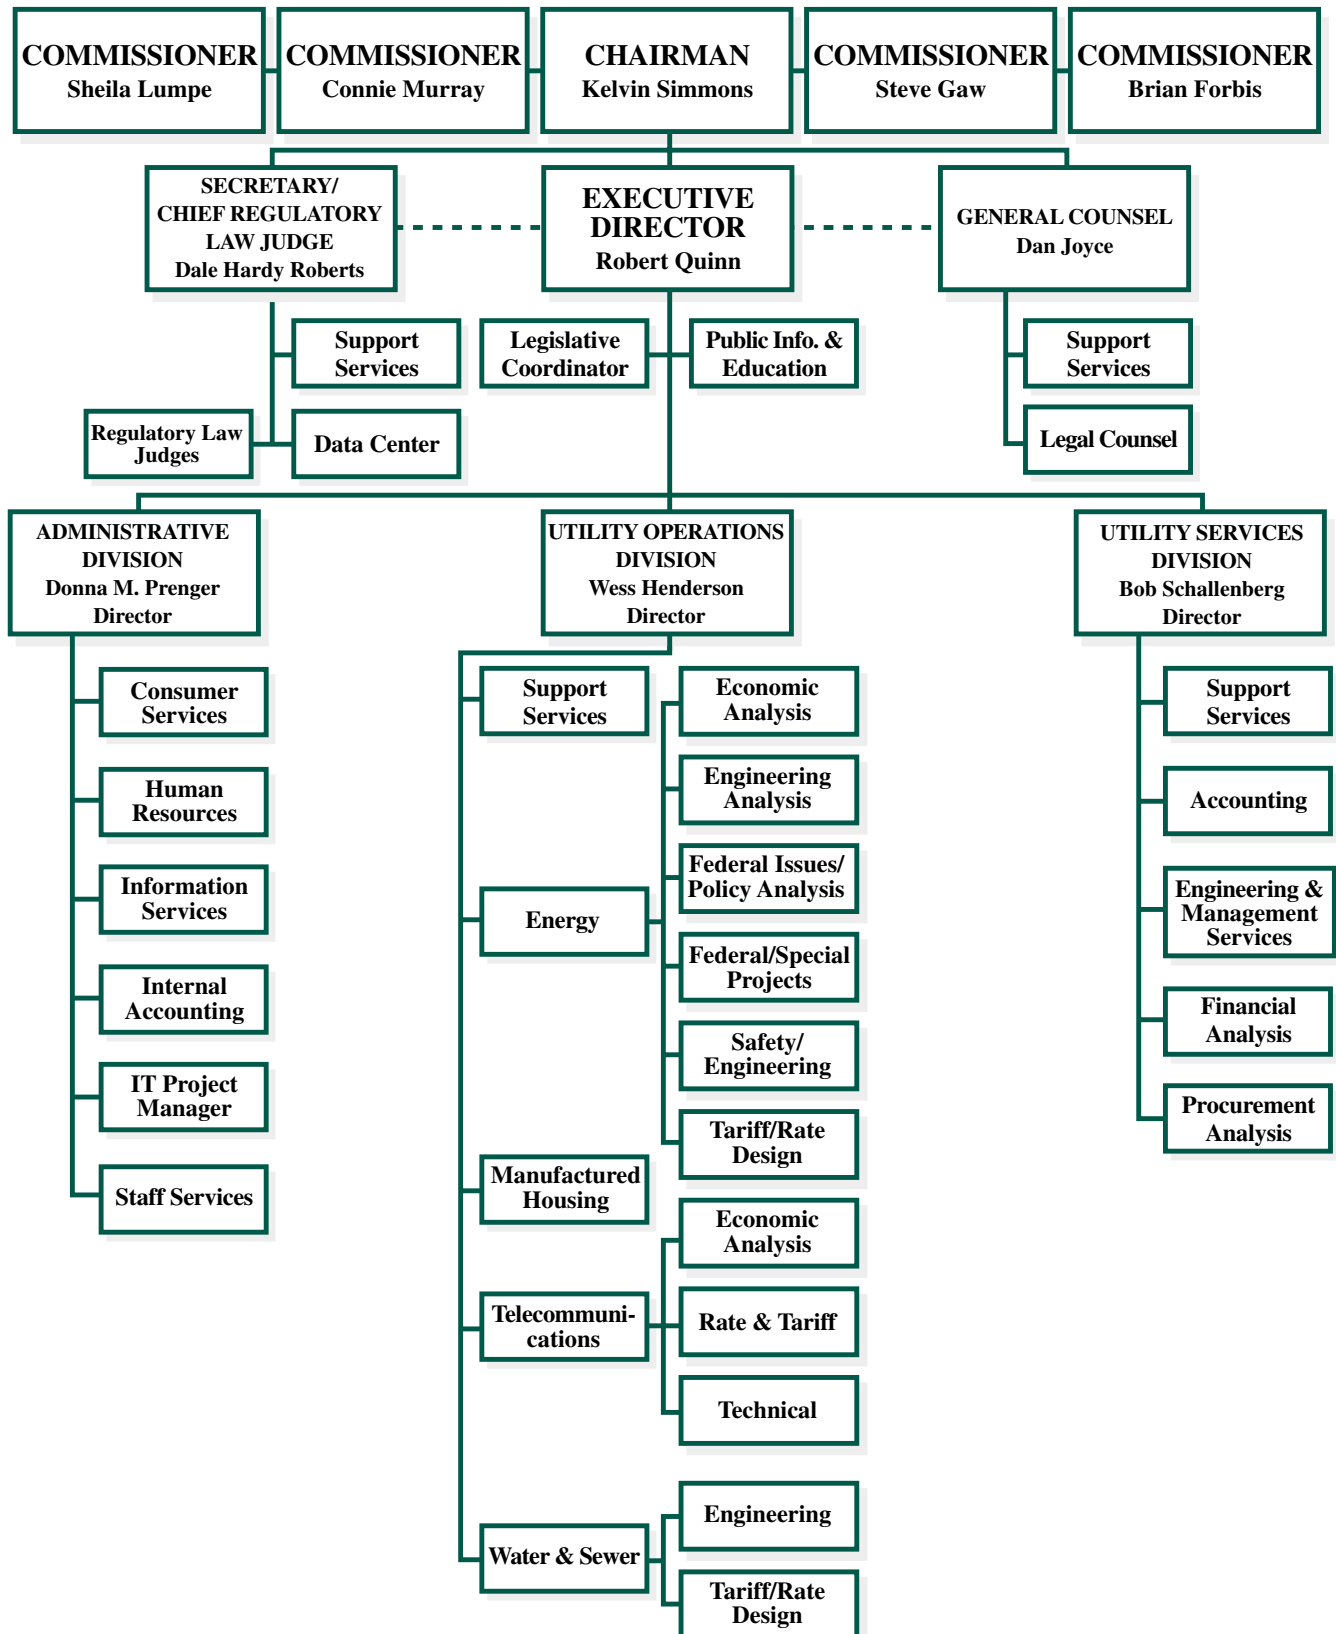 COMMISSIONER
Sheila Lumpe
COMMISSIONER
Connie Murray
CHAIRMAN
Kelvin Simmons
COMMISSIONER
Steve Gaw
COMMISSIONER
Brian Forbis
SECRETARY/
CHIEF REGULATORY
LAW JUDGE
Dale Hardy Roberts
EXECUTIVE
DIRECTOR
Robert Quinn
GENERAL COUNSEL
Dan Joyce
Support
Services
Regulatory Law
Judges
Data Center
Legislative
Coordinator
Public Info. &
Education
Support
Services
Legal Counsel
ADMINISTRATIVE
DIVISION
Donna M. Prenger
Director
Consumer
Services
Human
Resources
Information
Services
Internal
Accounting
IT Project
Manager
Staff Services
UTILITY OPERATIONS
DIVISION
Wess Henderson
Director
Support
Services
Energy
Economic
Analysis
Engineering
Analysis
Federal Issues/
Policy Analysis
Federal/Special
Projects
Safety/
Engineering
Tariff/Rate
Design
Manufactured
Housing
Telecommuni-
cations
Economic
Analysis
Rate & Tariff
Technical
Water & Sewer
Engineering
Tariff/Rate
Design
UTILITY SERVICES
DIVISION
Bob Schallenberg
Director
Support
Services
Accounting
Engineering &
Management
Services
Financial
Analysis
Procurement
Analysis